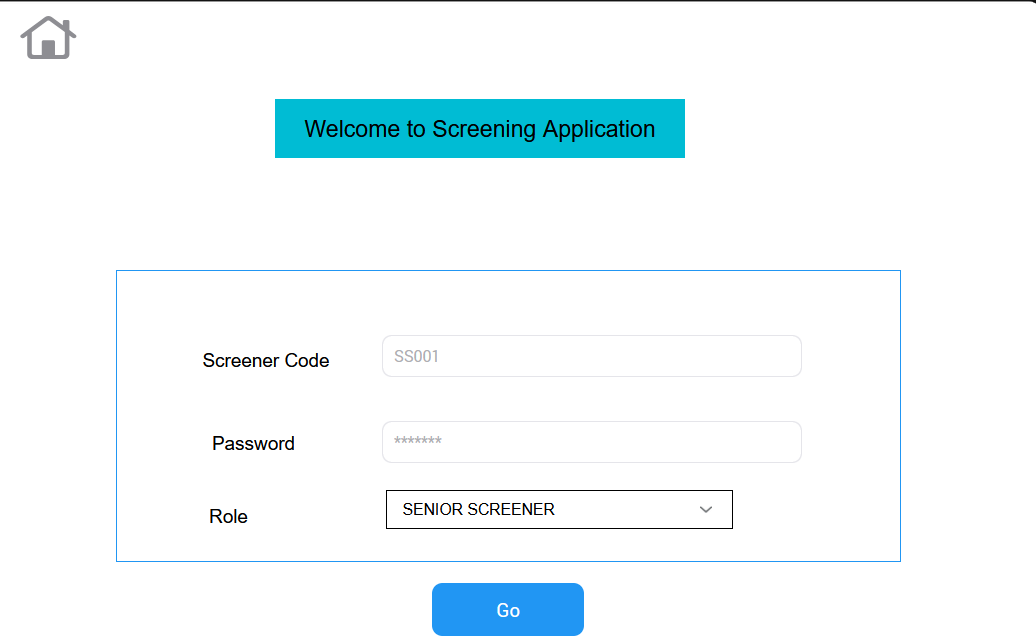 Welcome to Screening Application
Screener Code
SS001
Password
*******
Role
SENIOR SCREENER
Go